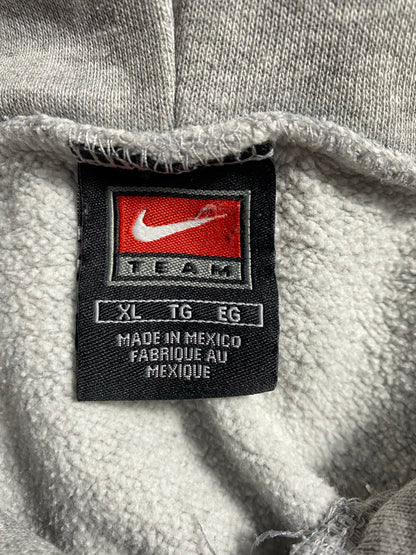 TEAM
XL TG EG
MADE IN MEXICO
FABRIQUE AU
MEXIQUE